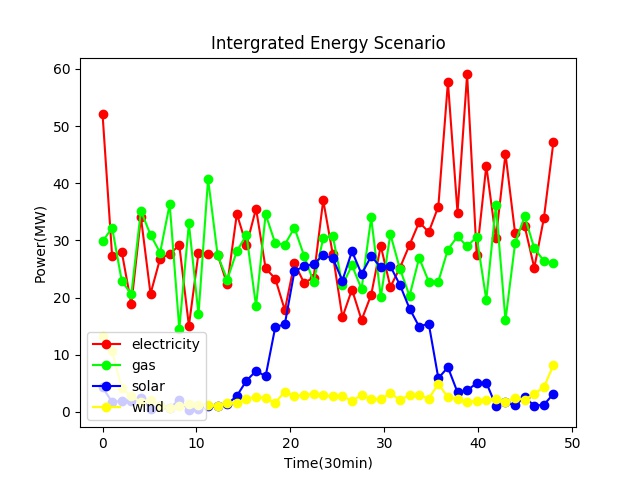 Intergrated Energy Scenario
Power(MW)
60
50
40
30
20
10
0
electricity
gas
solar
wind
0 10 20 30 40 50
Time(30min)